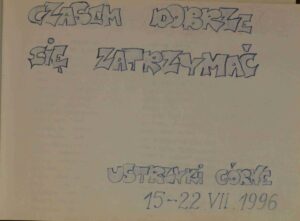 CZASEM DOBRZE
SIĘ ZATRZYMAĆ
USTRZYKI GÓRNE
15-22 VII. 1996